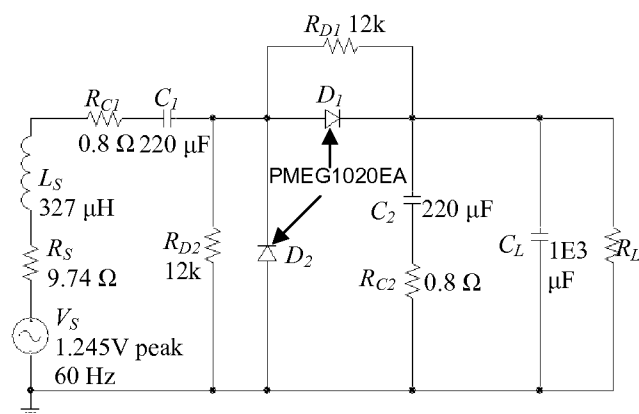 R_D1 12k
R_C1
C_1
D_1
0.8 Ω 220 μF
L_S
327 μH
PMEG1020EA
C_2 220 μF
R_D2
12k
D_2
C_L 1E3
μF
R_L
R_S
9.74 Ω
R_C2 0.8 Ω
V_S
1.245V peak
60 Hz